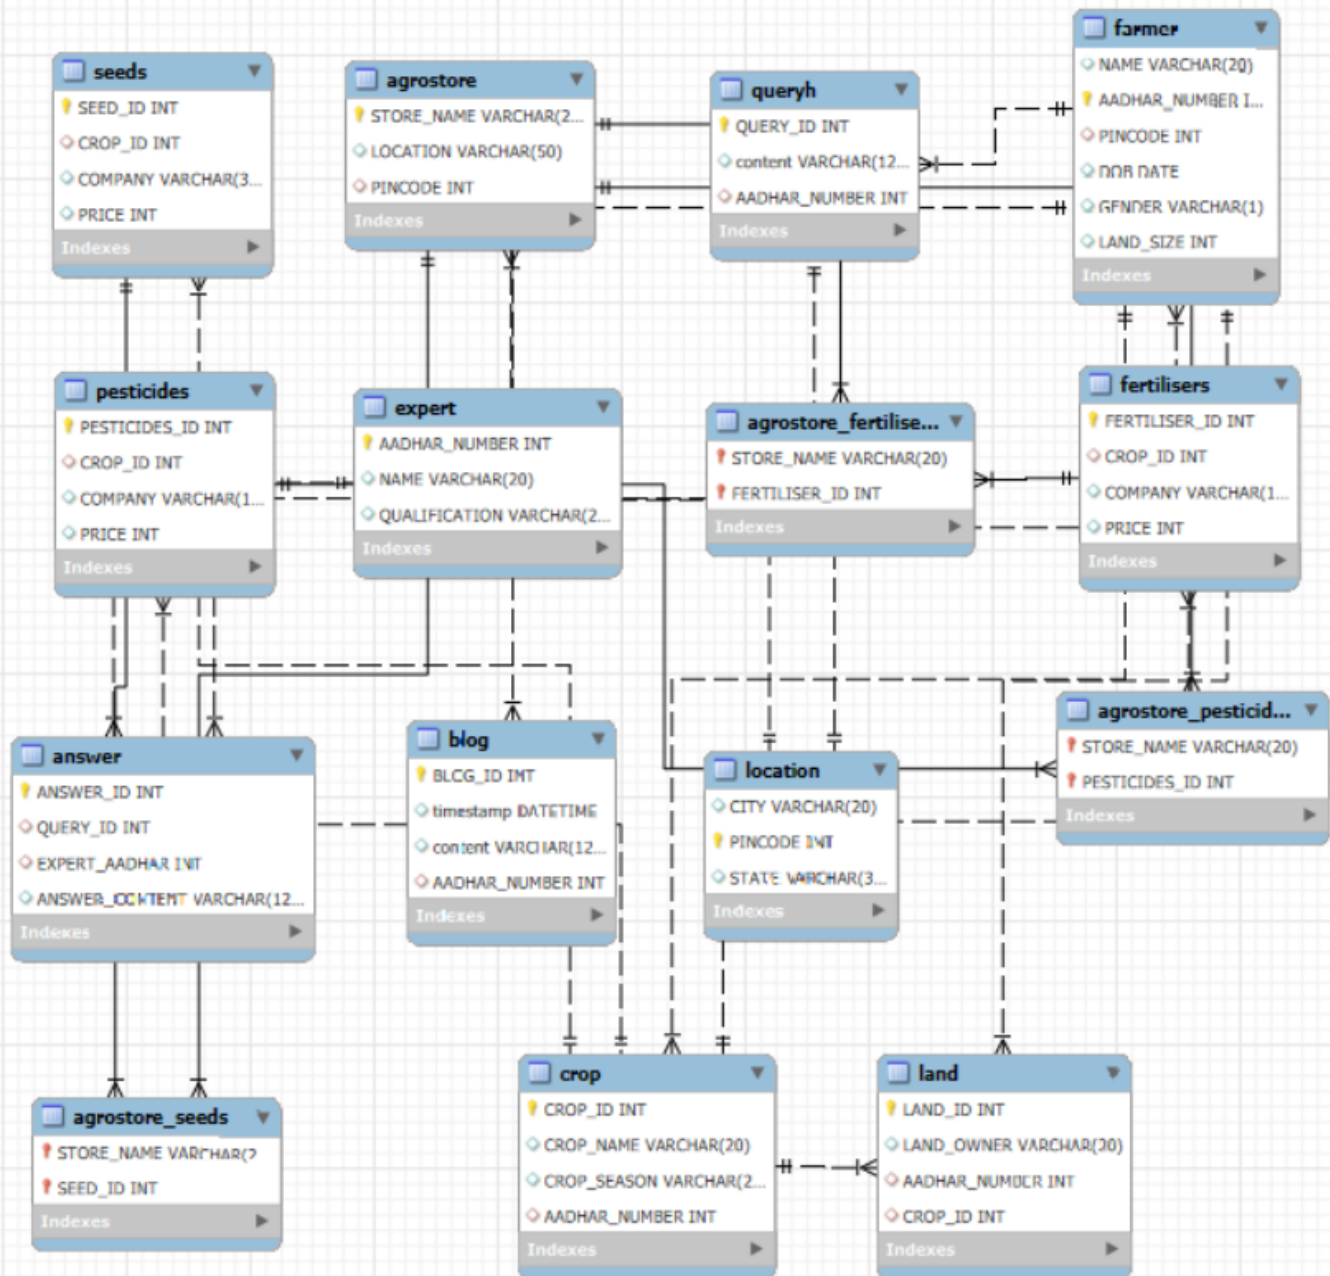 seeds
SEED_ID INT
CROP_ID INT
COMPANY VARCHAR(3...
PRICE INT
Indexes
agrostore
STORE_NAME VARCHAR(2...
LOCATION VARCHAR(50)
PINCODE INT
Indexes
queryh
QUERY_ID INT
content VARCHAR(12...
AADHAR_NUMBER INT
Indexes
farmer
NAME VARCHAR(20)
AADHAR_NUMBER I...
PINCODE INT
DOB DATE
GENDER VARCHAR(1)
LAND_SIZE INT
Indexes
pesticides
PESTICIDES_ID INT
CROP_ID INT
COMPANY VARCHAR(1...
PRICE INT
Indexes
expert
AADHAR_NUMBER INT
NAME VARCHAR(20)
QUALIFICATION VARCHAR(2...
Indexes
agrostore_fertilise...
STORE_NAME VARCHAR(20)
FERTILISER_ID INT
Indexes
fertilisers
FERTILISER_ID INT
CROP_ID INT
COMPANY VARCHAR(1...
PRICE INT
Indexes
answer
ANSWER_ID INT
QUERY_ID INT
EXPERT_AADHAR INT
ANSWER_CONTENT VARCHAR(12...
Indexes
blog
BLOG_ID INT
timestamp DATETIME
content VARCHAR(12...
AADHAR_NUMBER INT
Indexes
location
CITY VARCHAR(20)
PINCODE INT
STATE VARCHAR(3...
Indexes
agrostore_pesticid...
STORE_NAME VARCHAR(20)
PESTICIDES_ID INT
Indexes
agrostore_seeds
STORE_NAME VARCHAR(2
SEED_ID INT
Indexes
crop
CROP_ID INT
CROP_NAME VARCHAR(20)
CROP_SEASON VARCHAR(2...
AADHAR_NUMBER INT
Indexes
land
LAND_ID INT
LAND_OWNER VARCHAR(20)
AADHAR_NUMBER INT
CROP_ID INT
Indexes